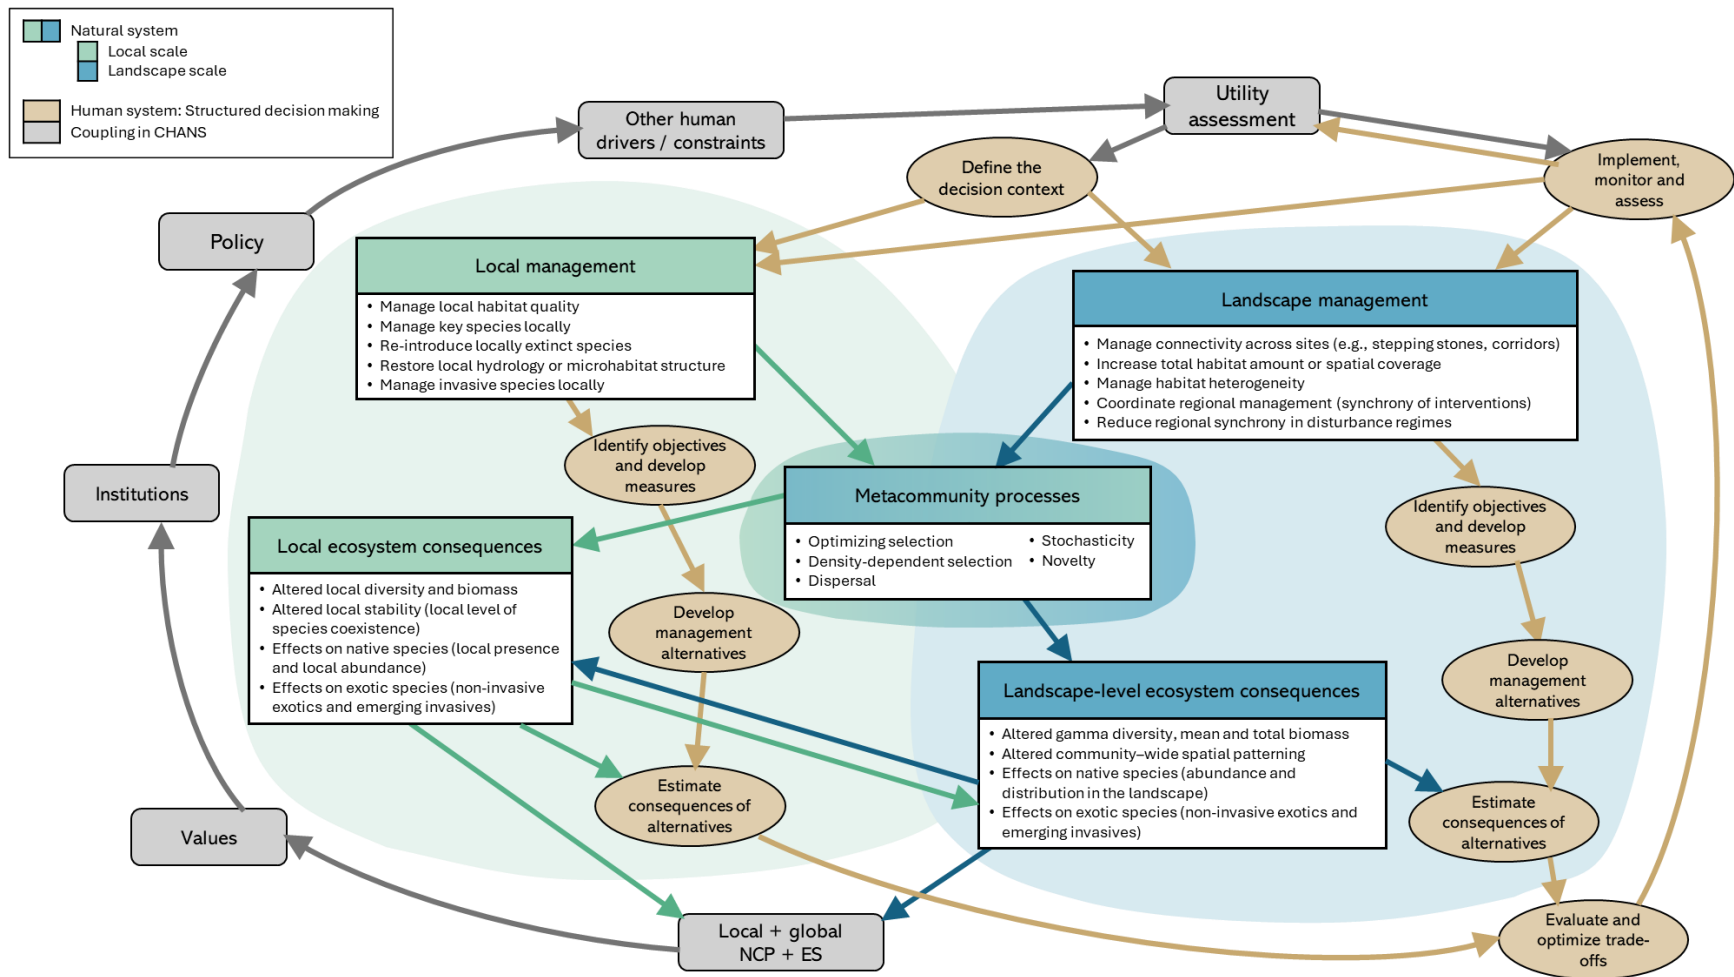 Natural system
Local scale
Landscape scale
Human system: Structured decision making
Coupling in CHANS
Utility
assessment
Other human
drivers / constraints
Define the
decision context
Implement,
monitor and
assess
Policy
Local management
• Manage local habitat quality
• Manage key species locally
• Re-introduce locally extinct species
• Restore local hydrology or microhabitat structure
• Manage invasive species locally
Landscape management
• Manage connectivity across sites (e.g., stepping stones, corridors)
• Increase total habitat amount or spatial coverage
• Manage habitat heterogeneity
• Coordinate regional management (synchrony of interventions)
• Reduce regional synchrony in disturbance regimes
Identify objectives
and develop
measures
Institutions
Metacommunity processes
• Optimizing selection
• Density-dependent selection
• Dispersal
• Stochasticity
• Novelty
Identify objectives
and develop
measures
Local ecosystem consequences
• Altered local diversity and biomass
• Altered local stability (local level of
species coexistence)
• Effects on native species (local presence
and local abundance)
• Effects on exotic species (non-invasive
exotics and emerging invasives)
Develop
management
alternatives
Develop
management
alternatives
Landscape-level ecosystem consequences
• Altered gamma diversity, mean and total biomass
• Altered community–wide spatial patterning
• Effects on native species (abundance and
distribution in the landscape)
• Effects on exotic species (non-invasive exotics and
emerging invasives)
Estimate
consequences of
alternatives
Estimate
consequences of
alternatives
Values
Local + global
NCP + ES
Evaluate and
optimize trade-
offs